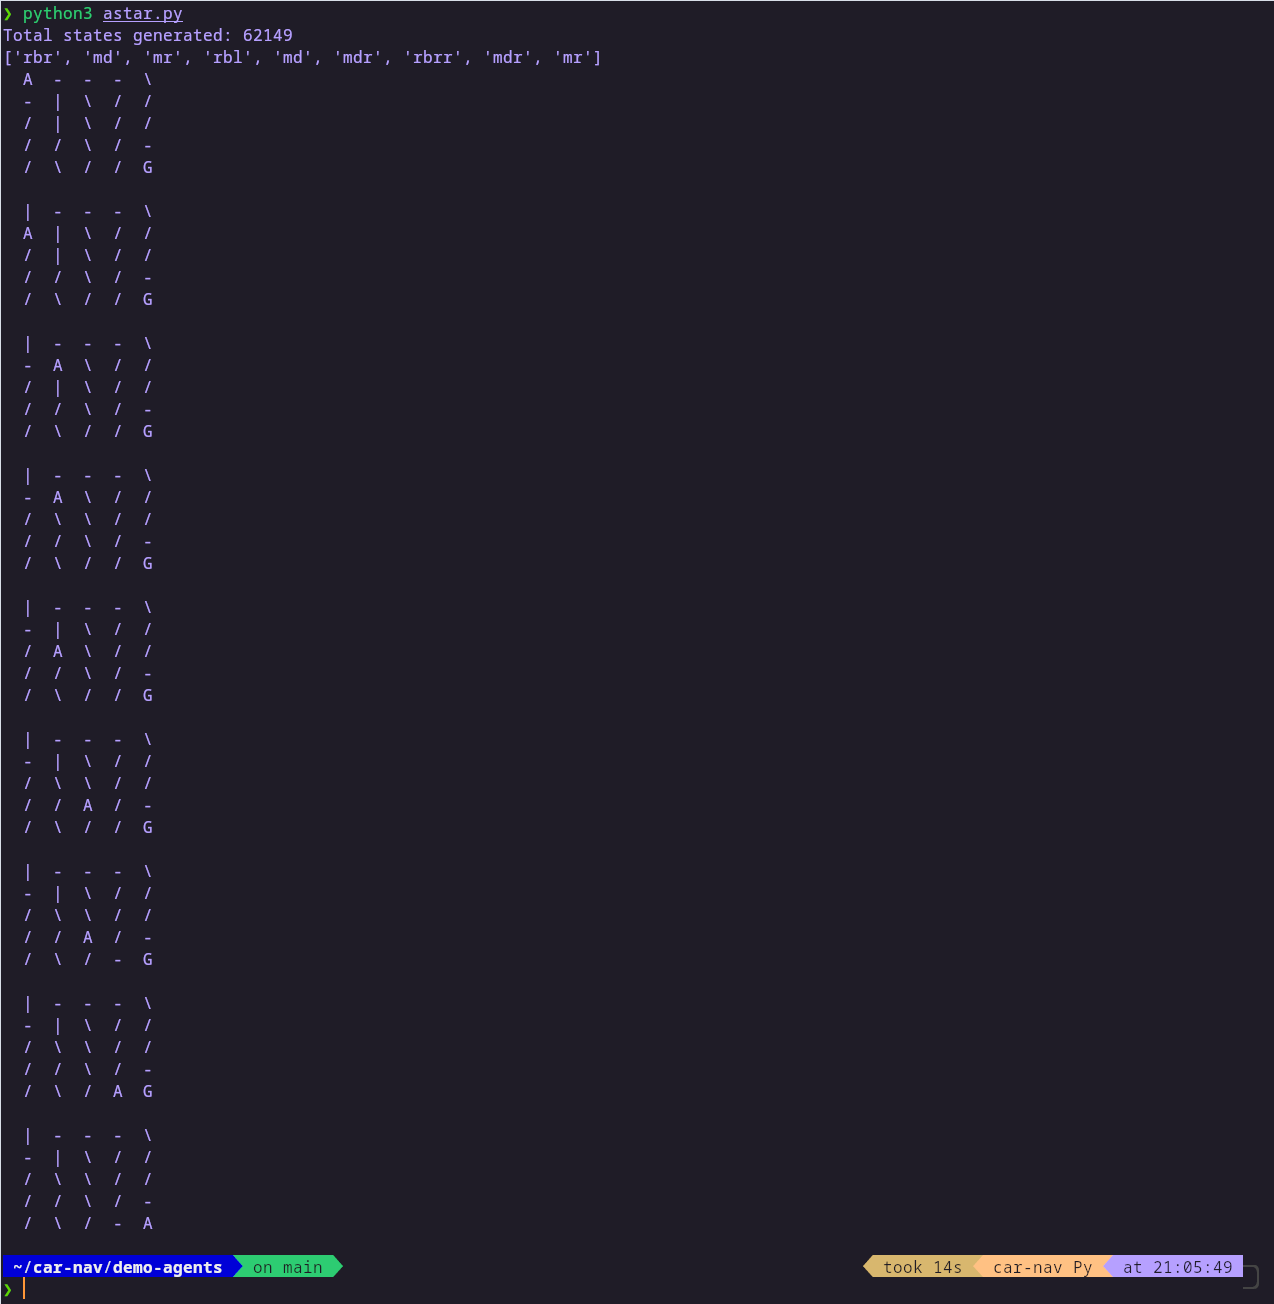 ❯ python3 astar.py
Total states generated: 62149
['rbr', 'md', 'mr', 'rbl', 'md', 'mdr', 'rbrr', 'mdr', 'mr']
  A  -  -  -  \
  -  |  \  /  /
  /  |  \  /  /
  /  /  \  /  -
  /  \  /  /  G

  |  -  -  -  \
  A  |  \  /  /
  /  |  \  /  /
  /  /  \  /  -
  /  \  /  /  G

  |  -  -  -  \
  -  A  \  /  /
  /  |  \  /  /
  /  /  \  /  -
  /  \  /  /  G

  |  -  -  -  \
  -  A  \  /  /
  /  \  \  /  /
  /  /  \  /  -
  /  \  /  /  G

  |  -  -  -  \
  -  |  \  /  /
  /  A  \  /  /
  /  /  \  /  -
  /  \  /  /  G

  |  -  -  -  \
  -  |  \  /  /
  /  \  \  /  /
  /  /  A  /  -
  /  \  /  /  G

  |  -  -  -  \
  -  |  \  /  /
  /  \  \  /  /
  /  /  A  /  -
  /  \  /  -  G

  |  -  -  -  \
  -  |  \  /  /
  /  \  \  /  /
  /  /  \  /  -
  /  \  /  A  G

  |  -  -  -  \
  -  |  \  /  /
  /  \  \  /  /
  /  /  \  /  -
  /  \  /  -  A

~/car-nav/demo-agents on main took 14s car-nav Py at 21:05:49
❯